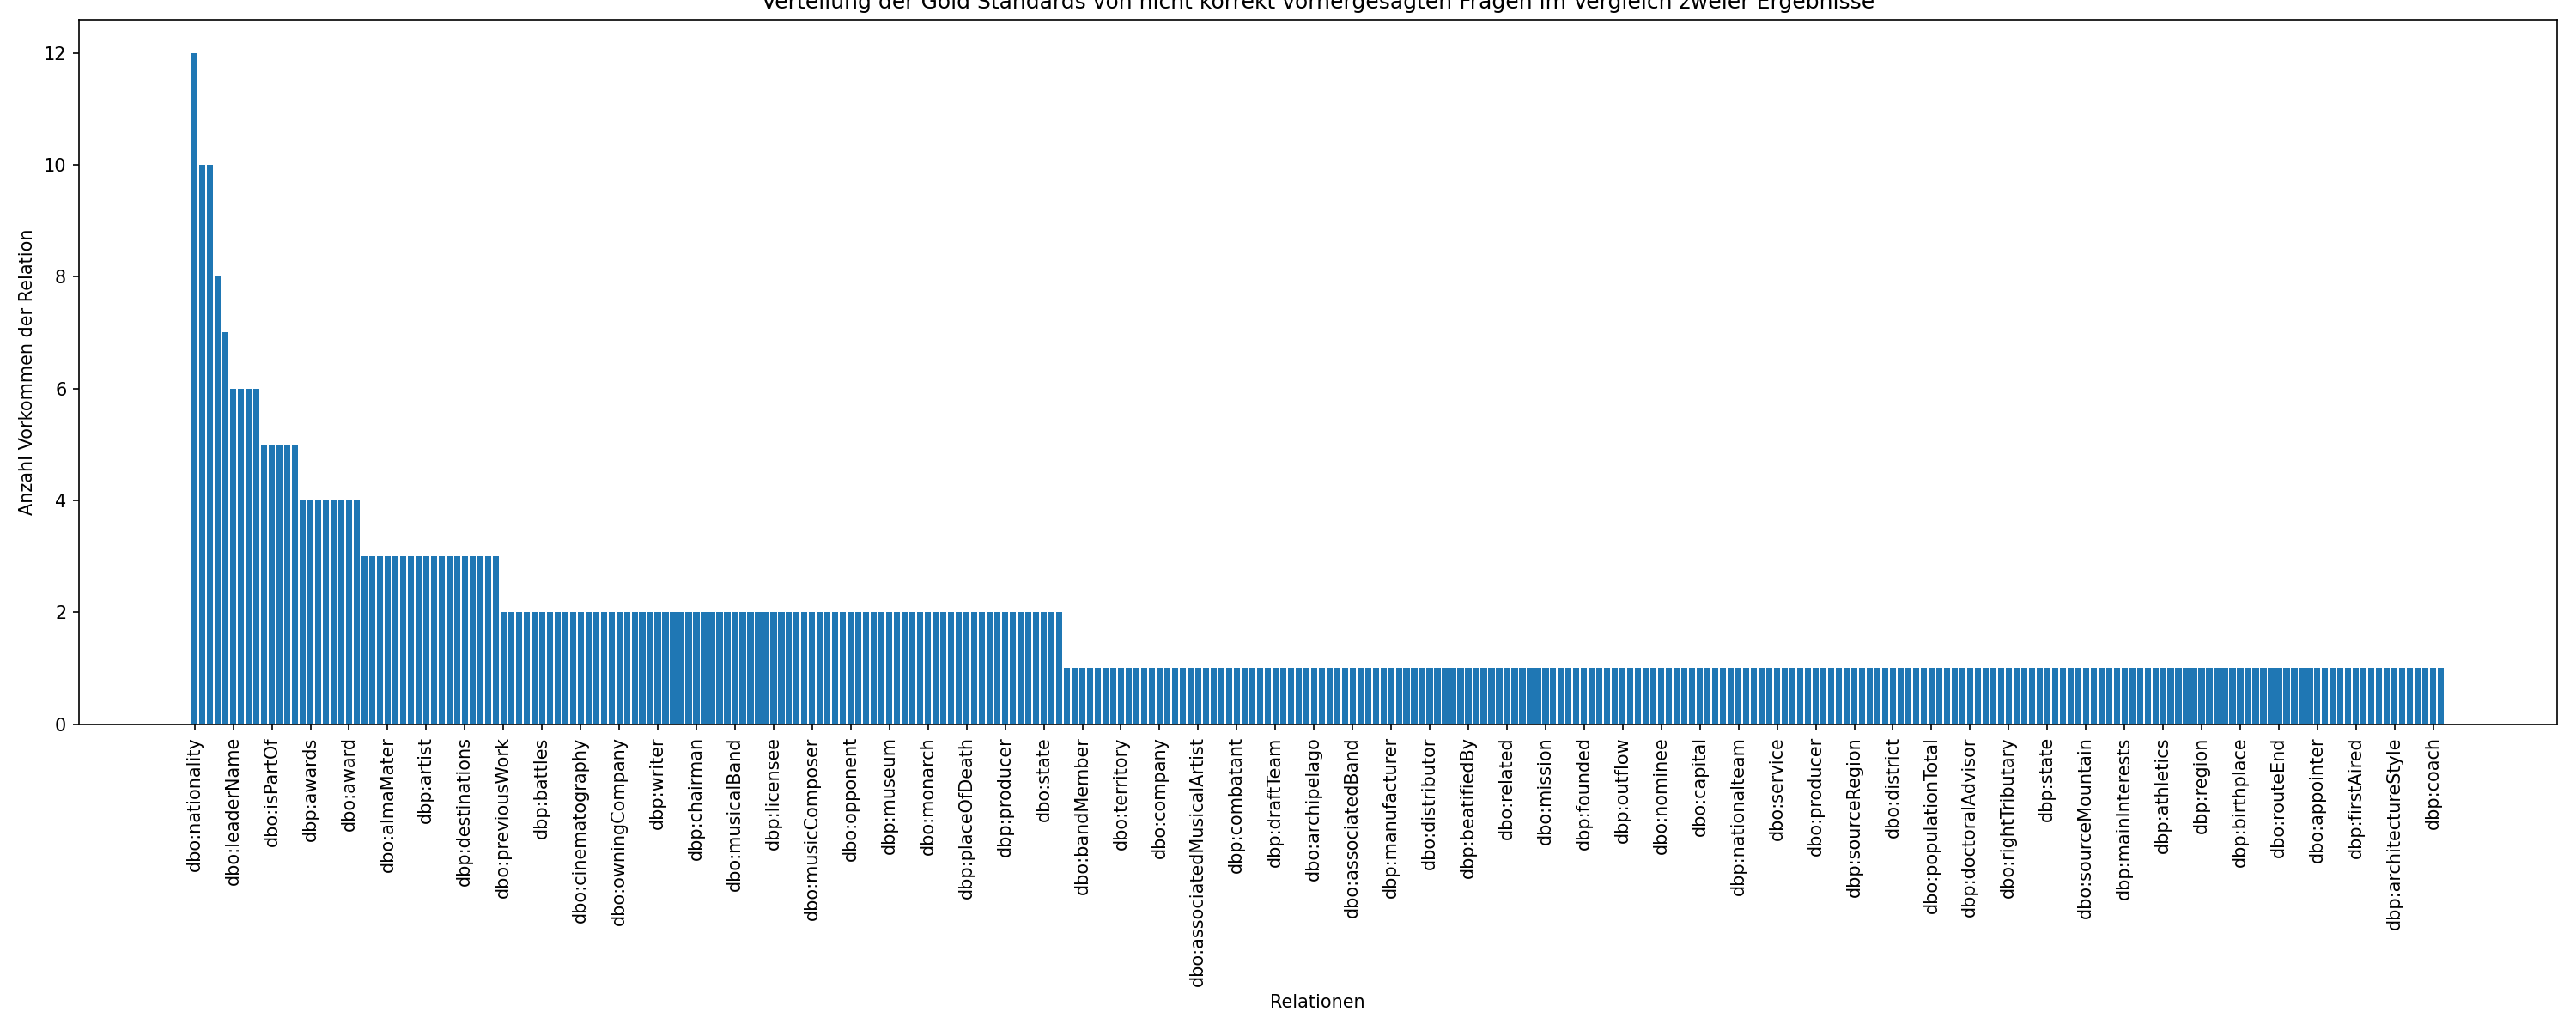 Verteilung der Gold Standards von nicht korrekt vorhergesagten Fragen im Vergleich zweier Ergebnisse
12
10
8
6
4
2
0
Anzahl Vorkommen der Relation
dbo:nationality
dbo:leaderName
dbo:isPartOf
dbp:awards
dbo:award
dbo:almaMater
dbp:artist
dbp:destinations
dbo:previousWork
dbp:battles
dbo:cinematography
dbo:owningCompany
dbp:writer
dbp:chairman
dbo:musicalBand
dbp:licensee
dbo:musicComposer
dbo:opponent
dbp:museum
dbo:monarch
dbp:placeOfDeath
dbp:producer
dbo:state
dbo:bandMember
dbo:territory
dbo:company
dbo:associatedMusicalArtist
dbp:combatant
dbp:draftTeam
dbo:archipelago
dbo:associatedBand
dbp:manufacturer
dbo:distributor
dbp:beatifiedBy
dbo:related
dbo:mission
dbp:founded
dbp:outflow
dbo:nominee
dbo:capital
dbp:nationalteam
dbo:service
dbo:producer
dbp:sourceRegion
dbo:district
dbo:populationTotal
dbp:doctoralAdvisor
dbo:rightTributary
dbp:state
dbo:sourceMountain
dbp:mainInterests
dbp:athletics
dbp:region
dbp:birthplace
dbo:routeEnd
dbo:appointer
dbp:firstAired
dbp:architectureStyle
dbp:coach
Relationen